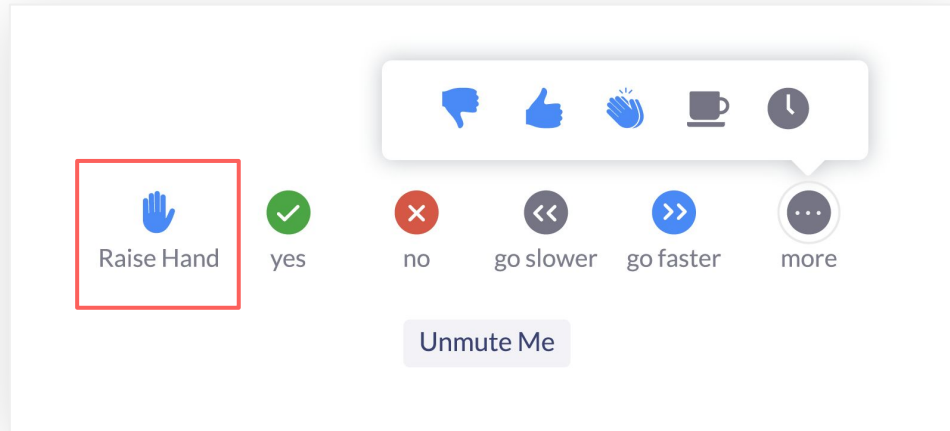 Raise Hand
yes
no
go slower
go faster
more
Unmute Me